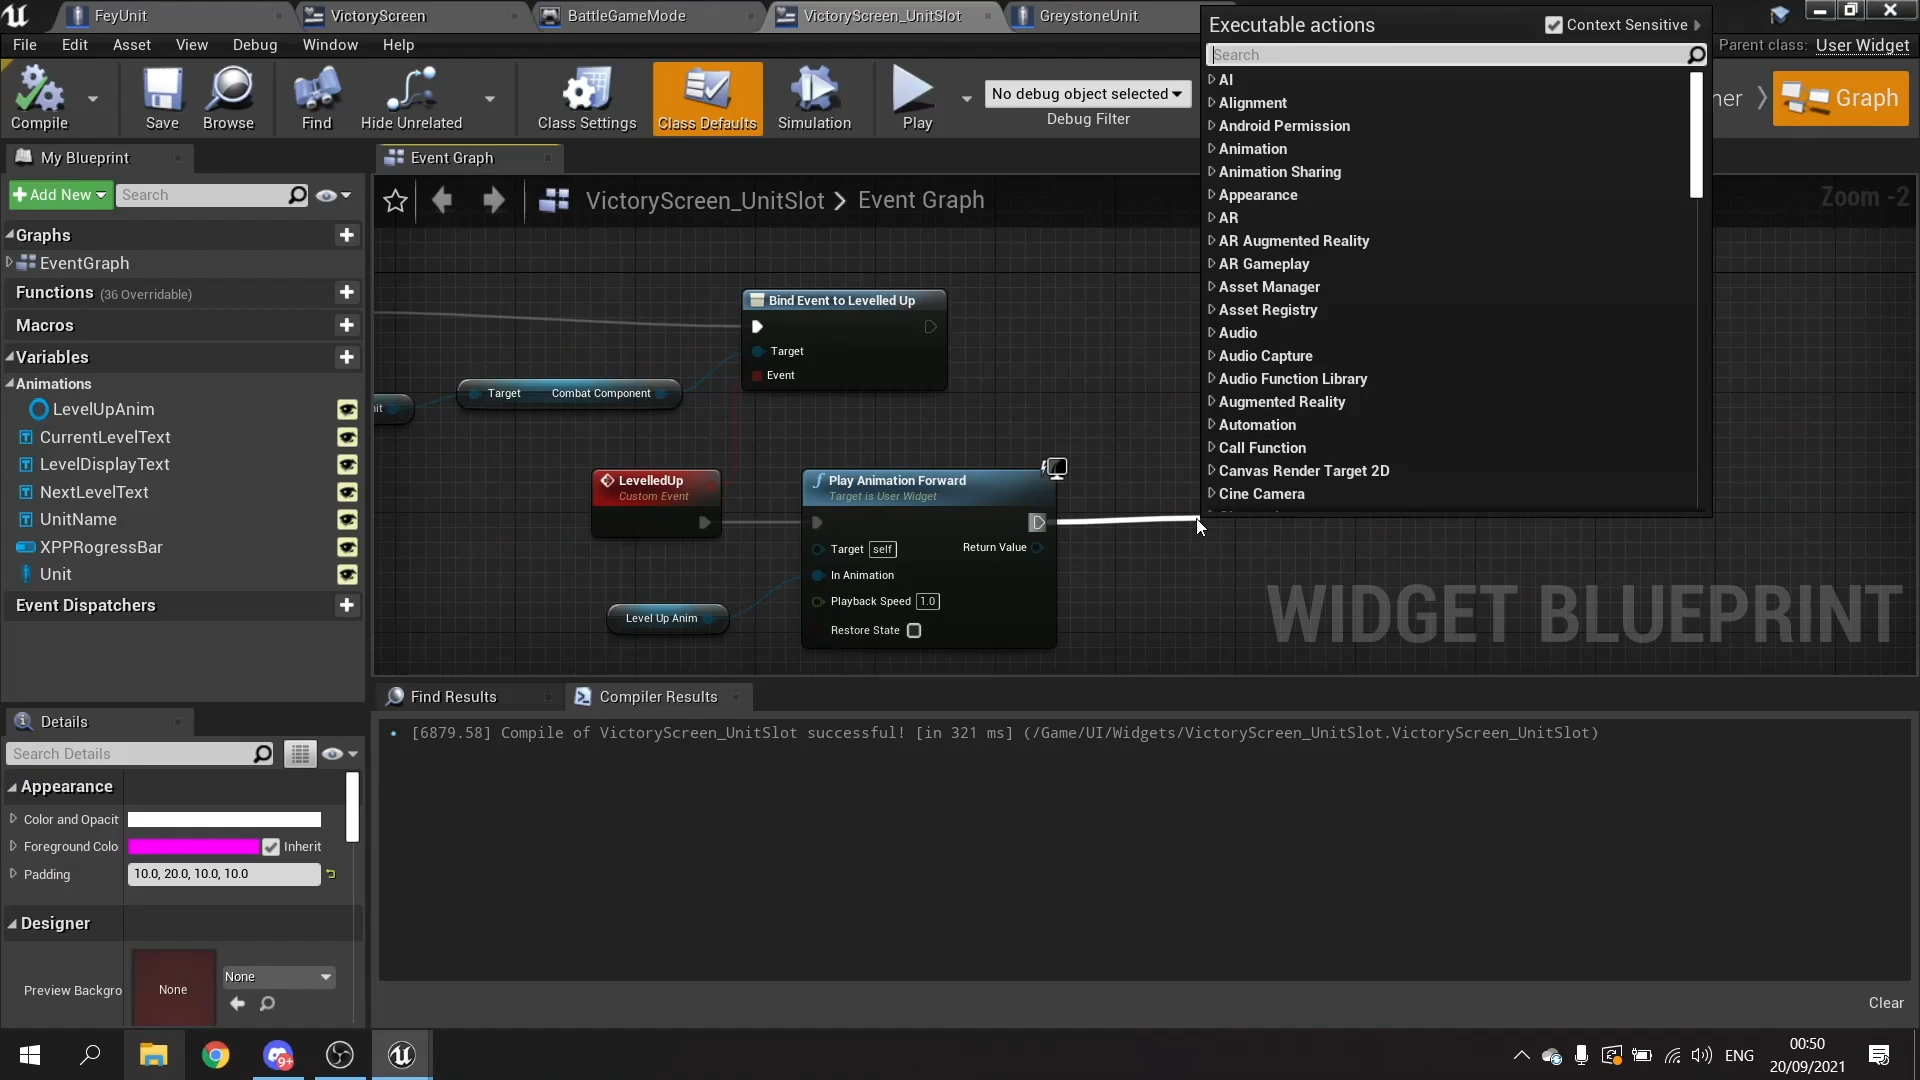 FeyUnit
VictoryScreen
BattleGameMode
VictoryScreen_UnitSlot
GreystoneUnit
File Edit Asset View Debug Window Help
Parent class: User Widget
Compile
Save
Browse
Find
Hide Unrelated
Class Settings
Class Defaults
Simulation
Play
No debug object selected
Debug Filter
Graph
Executable actions
Context Sensitive
Search
AI
Alignment
Android Permission
Animation
Animation Sharing
Appearance
AR
AR Augmented Reality
AR Gameplay
Asset Manager
Asset Registry
Audio
Audio Capture
Audio Function Library
Augmented Reality
Automation
Call Function
Canvas Render Target 2D
Cine Camera
My Blueprint
Add New
Search
Graphs
EventGraph
Functions (36 Overridable)
Macros
Variables
Animations
LevelUpAnim
CurrentLevelText
LevelDisplayText
NextLevelText
UnitName
XPPRogressBar
Unit
Event Dispatchers
Event Graph
VictoryScreen_UnitSlot > Event Graph
Zoom -2
Bind Event to Levelled Up
Target
Event
Target Combat Component
LevelledUp
Custom Event
Play Animation Forward
Target is User Widget
Target self
Return Value
In Animation
Playback Speed 1.0
Restore State
Level Up Anim
WIDGET BLUEPRINT
Find Results
Compiler Results
[6879.58] Compile of VictoryScreen_UnitSlot successful! [in 321 ms] (/Game/UI/Widgets/VictoryScreen_UnitSlot.VictoryScreen_UnitSlot)
Clear
Details
Search Details
Appearance
Color and Opacit
Foreground Colo
Inherit
Padding
10.0, 20.0, 10.0, 10.0
Designer
Preview Backgro
None
None
9+
ENG
00:50
20/09/2021